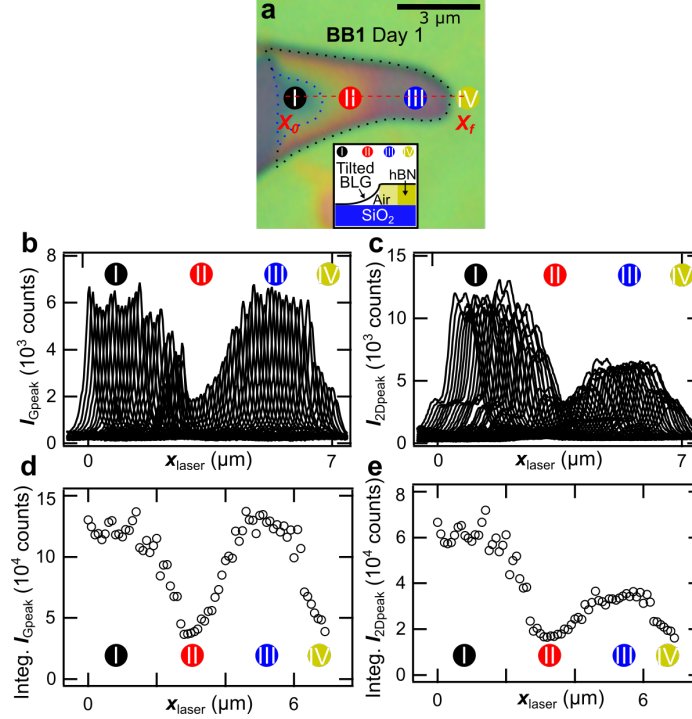 a
3 μm
BB1 Day 1
I II III IV
X0 Xf
I II III IV
Tilted BLG
hBN
Air
SiO2
b
I II III IV
8
6
4
2
0
IGpeak (10³ counts)
0 7
xlaser (μm)
c
I II III IV
15
10
5
0
I2Dpeak (10³ counts)
0 7
xlaser (μm)
d
15
10
5
0
Integ. IGpeak (10⁴ counts)
I II III IV
0 6
xlaser (μm)
e
8
6
4
2
0
Integ. I2Dpeak (10⁴ counts)
I II III IV
0 6
xlaser (μm)